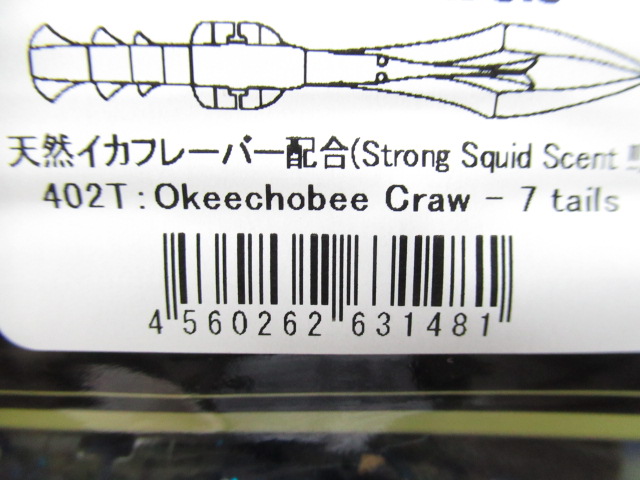 天然イカフレーバー配合(Strong Squid Scent
402T:Okeechobee Craw - 7 tails
4 560262 631481